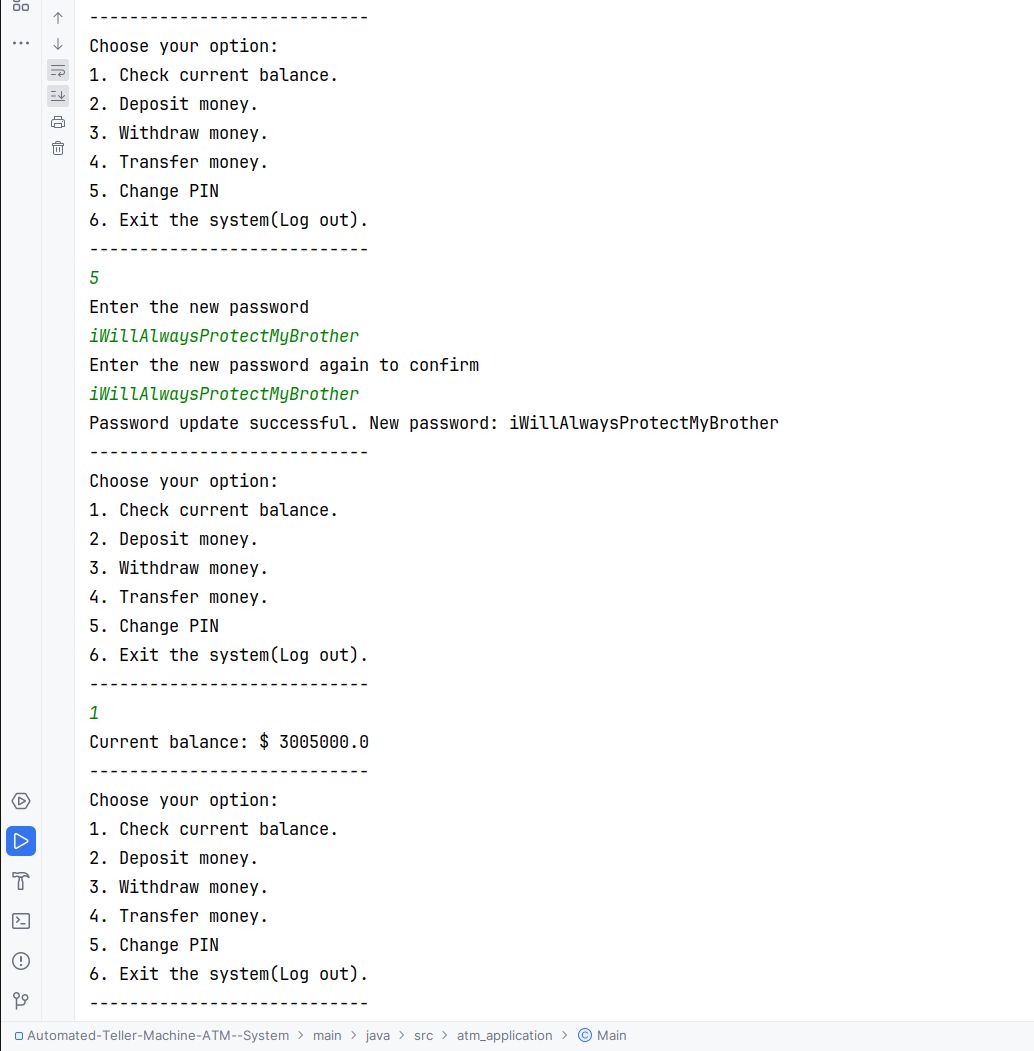 ----------------------------
Choose your option:
1. Check current balance.
2. Deposit money.
3. Withdraw money.
4. Transfer money.
5. Change PIN
6. Exit the system(Log out).
----------------------------
5
Enter the new password
iWillAlwaysProtectMyBrother
Enter the new password again to confirm
iWillAlwaysProtectMyBrother
Password update successful. New password: iWillAlwaysProtectMyBrother
----------------------------
Choose your option:
1. Check current balance.
2. Deposit money.
3. Withdraw money.
4. Transfer money.
5. Change PIN
6. Exit the system(Log out).
----------------------------
1
Current balance: $ 3005000.0
----------------------------
Choose your option:
1. Check current balance.
2. Deposit money.
3. Withdraw money.
4. Transfer money.
5. Change PIN
6. Exit the system(Log out).
----------------------------
Automated-Teller-Machine-ATM--System > main > java > src > atm_application > © Main